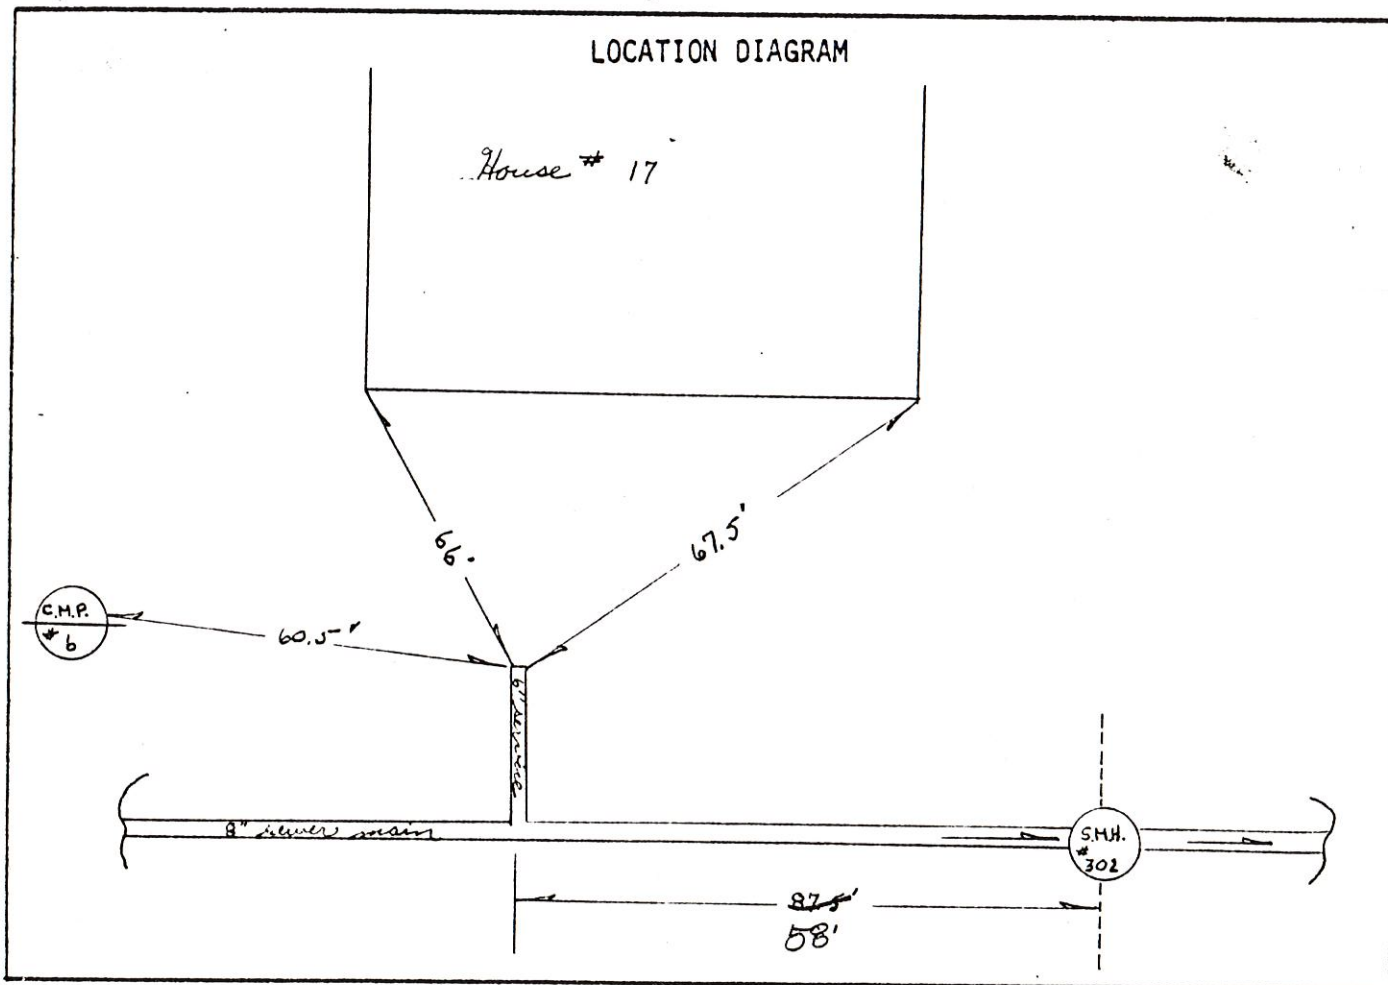 LOCATION DIAGRAM
House # 17
66'
67.5'
C.M.P.
# 6
60.5'
6" service
8" sewer main
S.M.H.
#
302
87.5'
58'